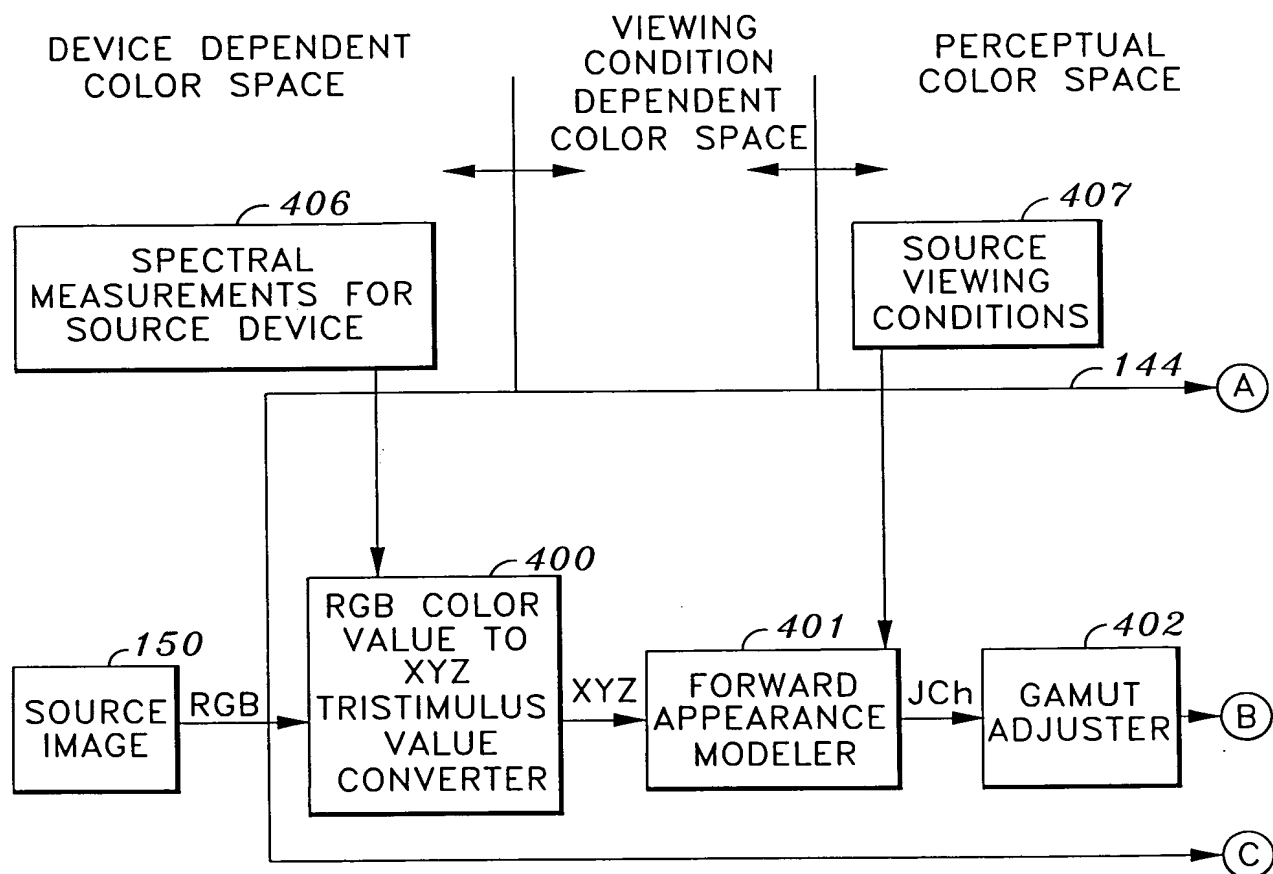 DEVICE DEPENDENT
COLOR SPACE
VIEWING
CONDITION
DEPENDENT
COLOR SPACE
PERCEPTUAL
COLOR SPACE
406
SPECTRAL
MEASUREMENTS FOR
SOURCE DEVICE
407
SOURCE
VIEWING
CONDITIONS
144
A
400
RGB COLOR
VALUE TO
XYZ
TRISTIMULUS
VALUE
CONVERTER
150
SOURCE
IMAGE
RGB
XYZ
401
FORWARD
APPEARANCE
MODELER
JCh
402
GAMUT
ADJUSTER
B
C